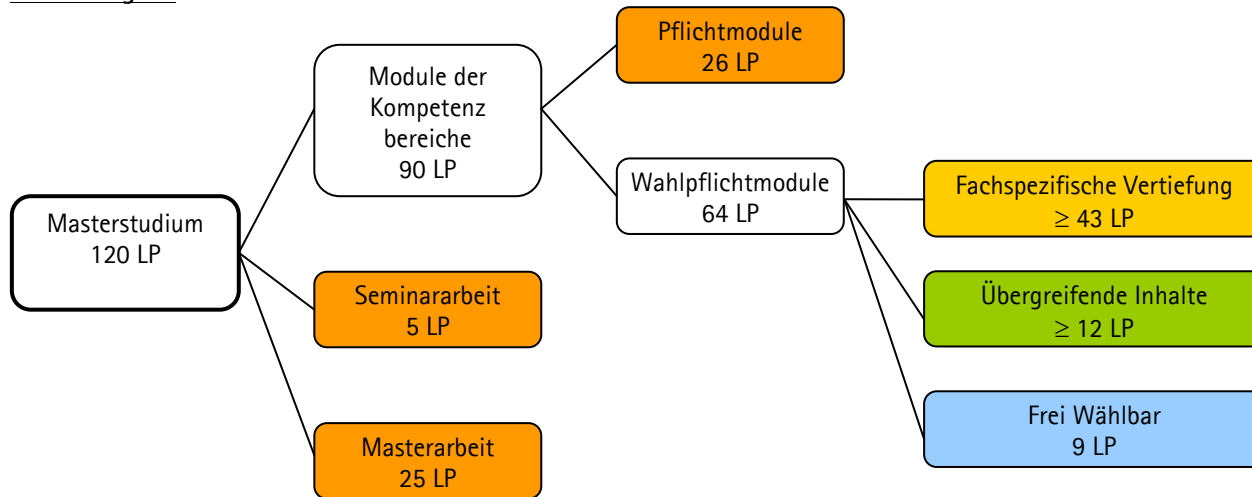 Pflichtmodule
26 LP
Module der
Kompetenz
bereiche
90 LP
Wahlpflichtmodule
64 LP
Fachspezifische Vertiefung
≥ 43 LP
Masterstudium
120 LP
Seminararbeit
5 LP
Übergreifende Inhalte
≥ 12 LP
Frei Wählbar
9 LP
Masterarbeit
25 LP